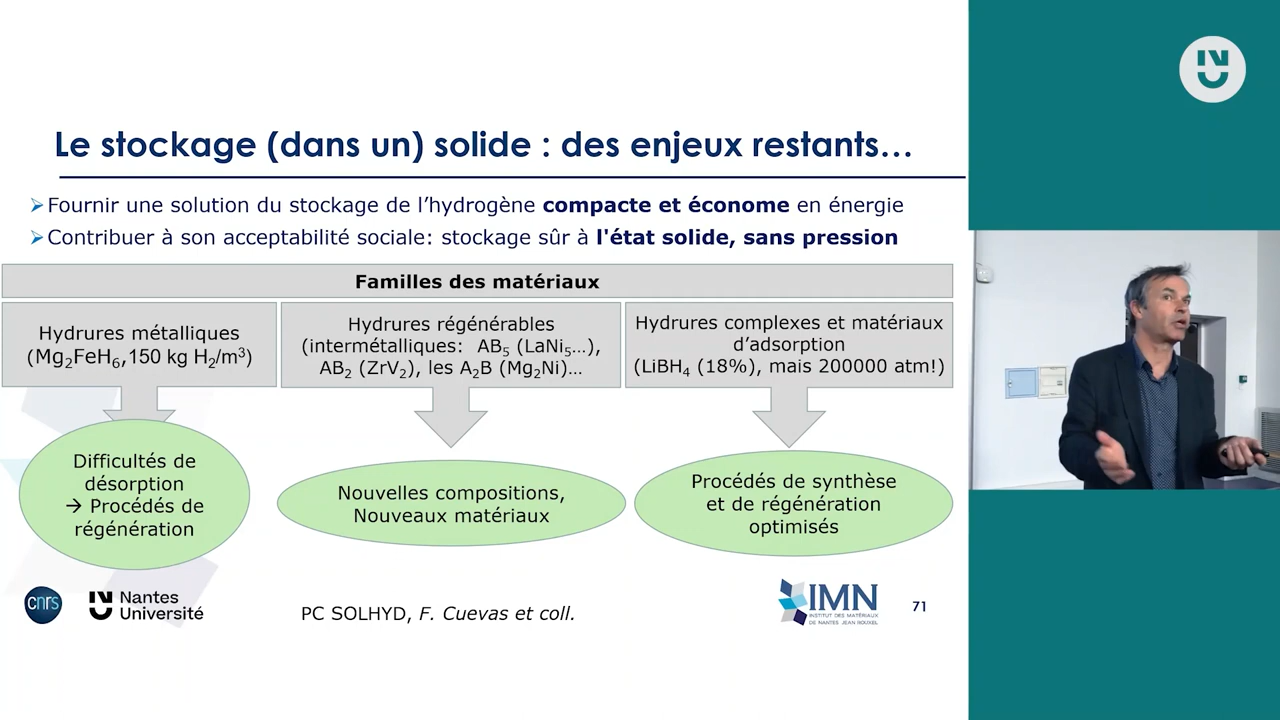 Le stockage (dans un) solide : des enjeux restants…
➢Fournir une solution du stockage de l’hydrogène compacte et économe en énergie
➢Contribuer à son acceptabilité sociale: stockage sûr à l'état solide, sans pression
Familles des matériaux
Hydrures métalliques
(Mg₂FeH₆,150 kg H₂/m³)
Hydrures régénérables
(intermétalliques: AB₅ (LaNi₅…),
AB₂ (ZrV₂), les A₂B (Mg₂Ni)…
Hydrures complexes et matériaux
d’adsorption
(LiBH₄ (18%), mais 200000 atm!)
Difficultés de
désorption
→ Procédés de
régénération
Nouvelles compositions,
Nouveaux matériaux
Procédés de synthèse
et de régénération
optimisés
cnrs
Nantes
Université
PC SOLHYD, F. Cuevas et coll.
IMN
INSTITUT DES MATÉRIAUX
DE NANTES JEAN ROUXEL
71